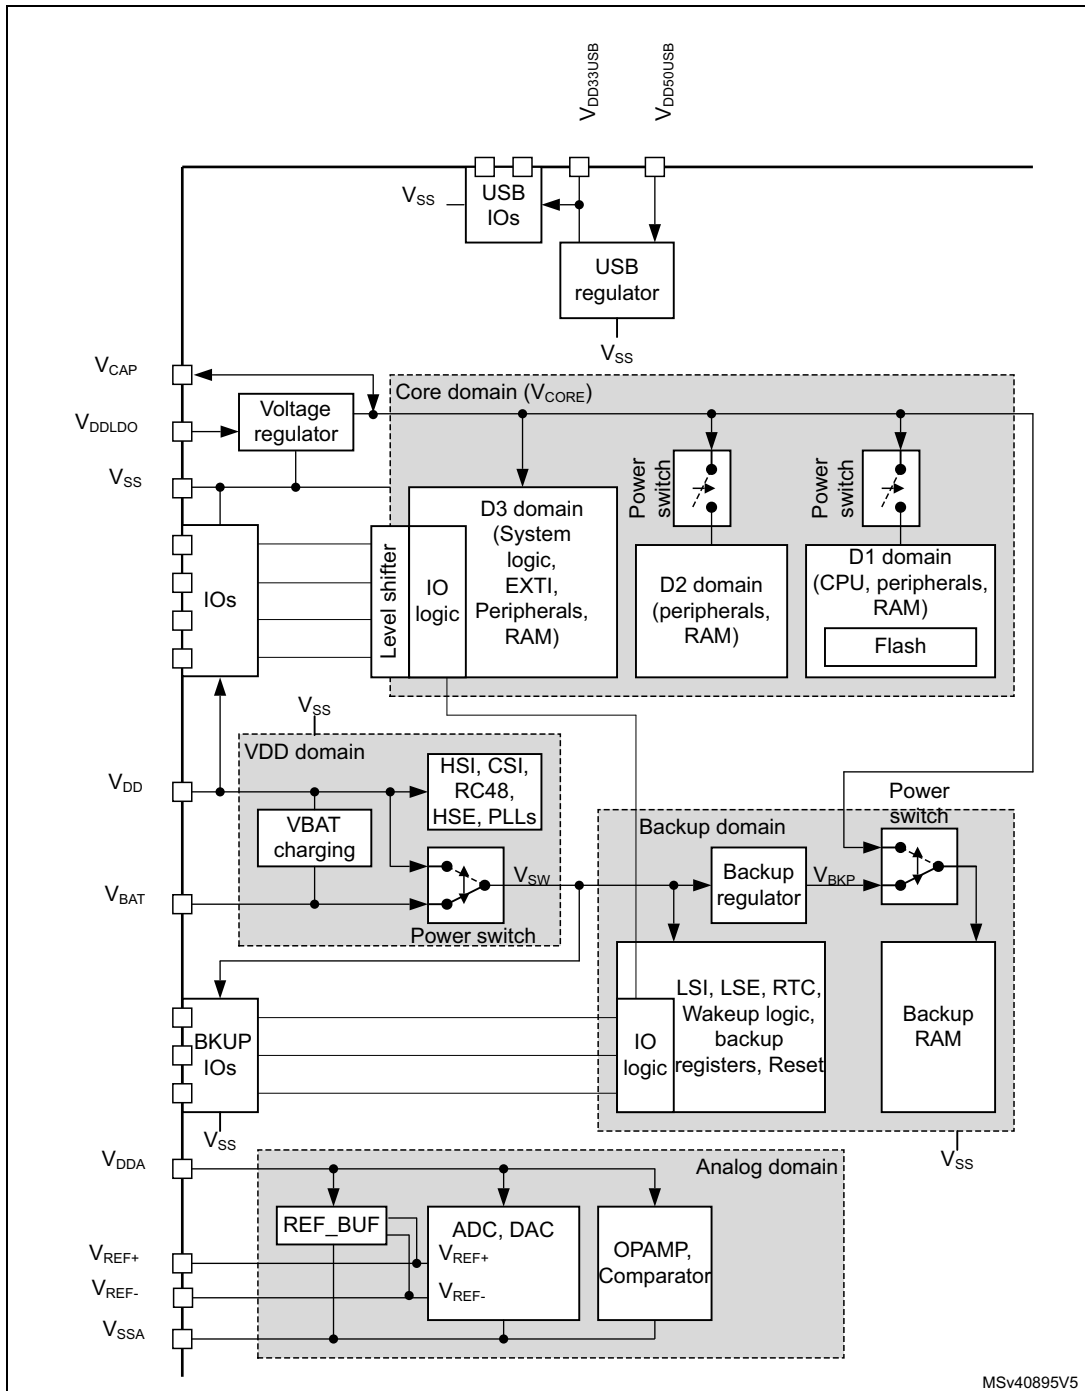 VDD33USB
VDD50USB
VSS
USB
IOs
USB
regulator
VSS
VCAP
Core domain (VCORE)
Voltage
regulator
VDDLDO
VSS
Power
switch
Power
switch
D3 domain
(System
logic,
EXTI,
Peripherals,
RAM)
D2 domain
(peripherals,
RAM)
D1 domain
(CPU, peripherals,
RAM)
Flash
IOs
Level shifter
IO
logic
VSS
VDD domain
VDD
HSI, CSI,
RC48,
HSE, PLLs
VBAT
charging
VBAT
VSW
Power switch
Power
switch
Backup domain
Backup
regulator
VBKP
LSI, LSE, RTC,
Wakeup logic,
backup
registers, Reset
IO
logic
Backup
RAM
BKUP
IOs
VSS
VSS
VDDA
Analog domain
REF_BUF
ADC, DAC
VREF+
VREF-
OPAMP,
Comparator
VREF+
VREF-
VSSA
MSv40895V5